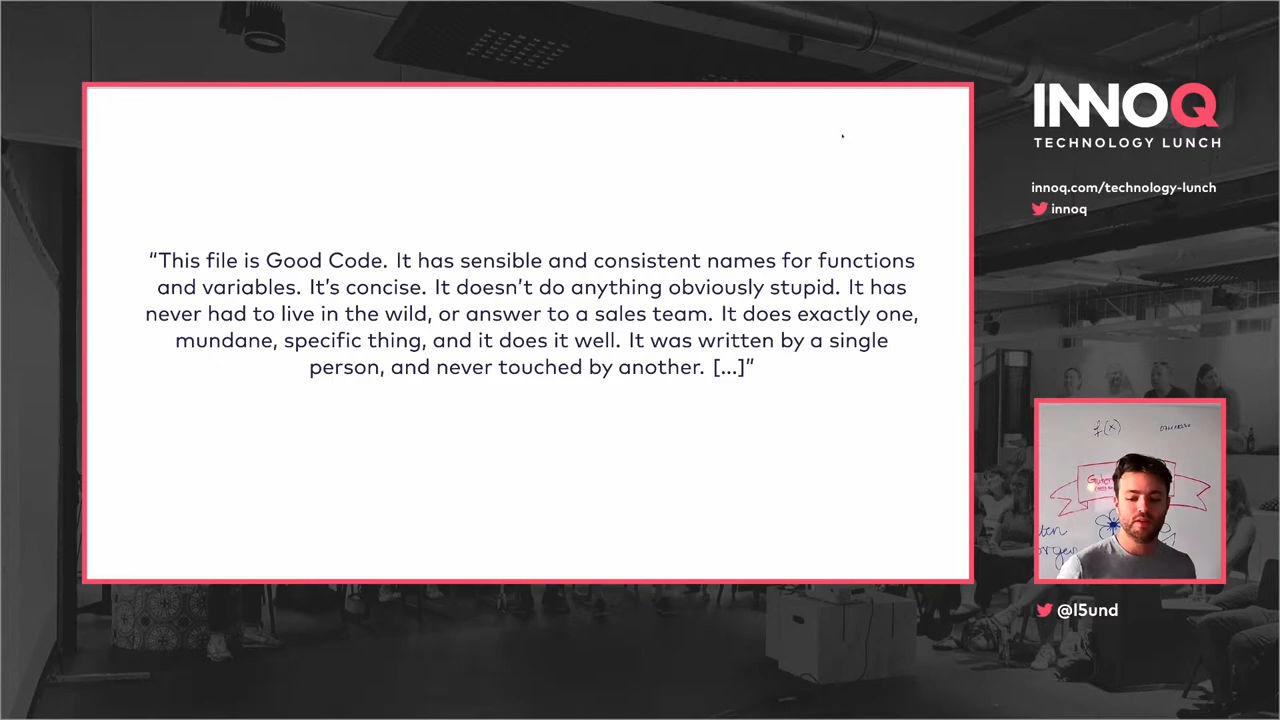 INNOQ
TECHNOLOGY LUNCH
innoq.com/technology-lunch
innoq
“This file is Good Code. It has sensible and consistent names for functions
and variables. It’s concise. It doesn’t do anything obviously stupid. It has
never had to live in the wild, or answer to a sales team. It does exactly one,
mundane, specific thing, and it does it well. It was written by a single
person, and never touched by another. […]”
f(x)
@l5und